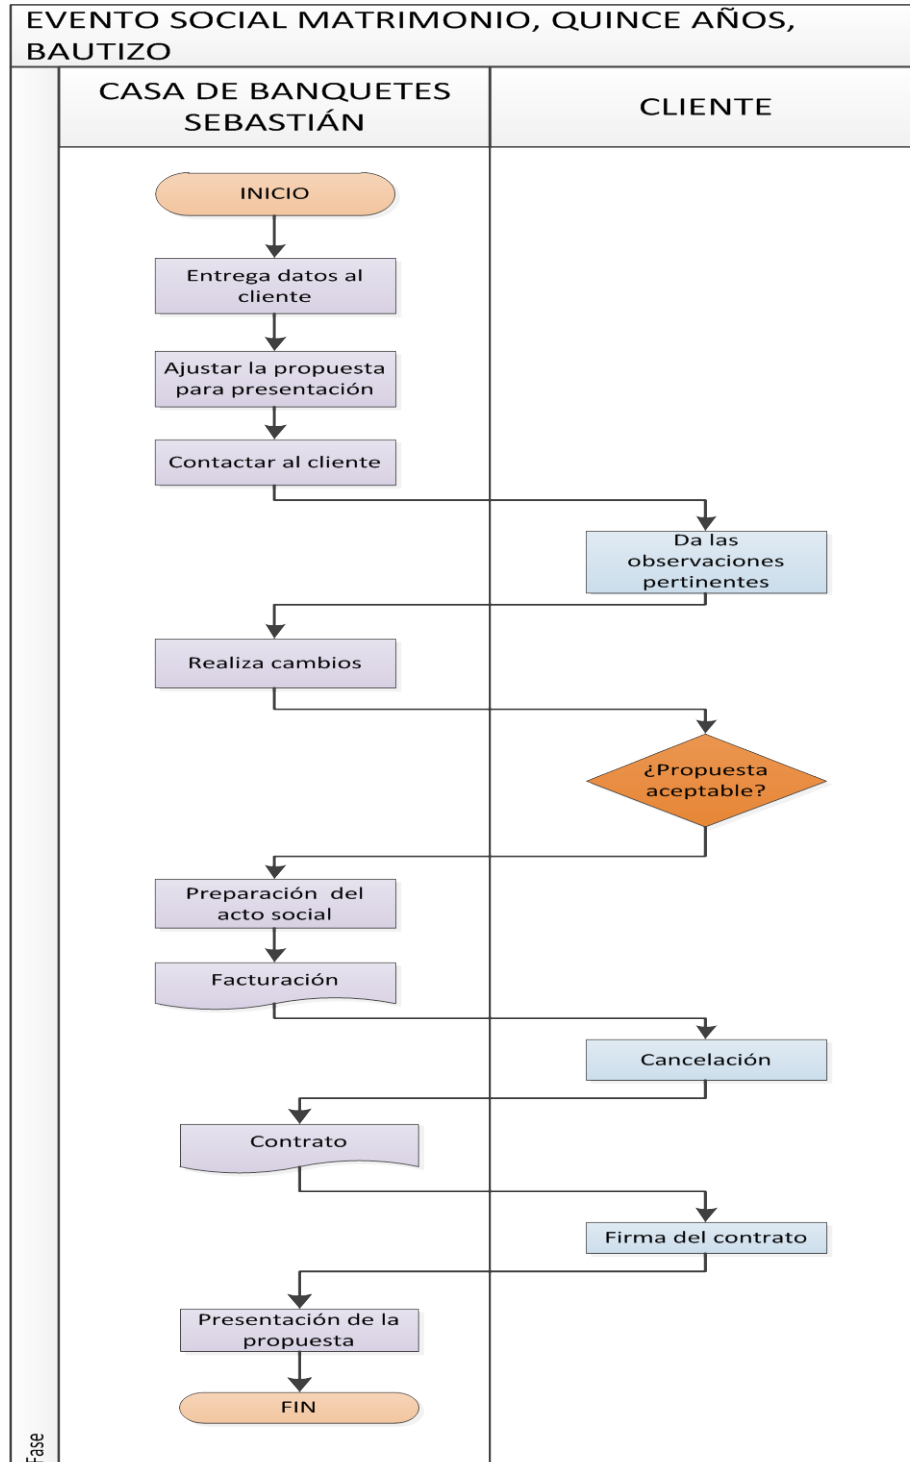 EVENTO SOCIAL MATRIMONIO, QUINCE AÑOS,
BAUTIZO
CASA DE BANQUETES
SEBASTIÁN
CLIENTE
INICIO
Entrega datos al
cliente
Ajustar la propuesta
para presentación
Contactar al cliente
Da las
observaciones
pertinentes
Realiza cambios
¿Propuesta
aceptable?
Preparación del
acto social
Facturación
Cancelación
Contrato
Firma del contrato
Presentación de la
propuesta
FIN
Fase